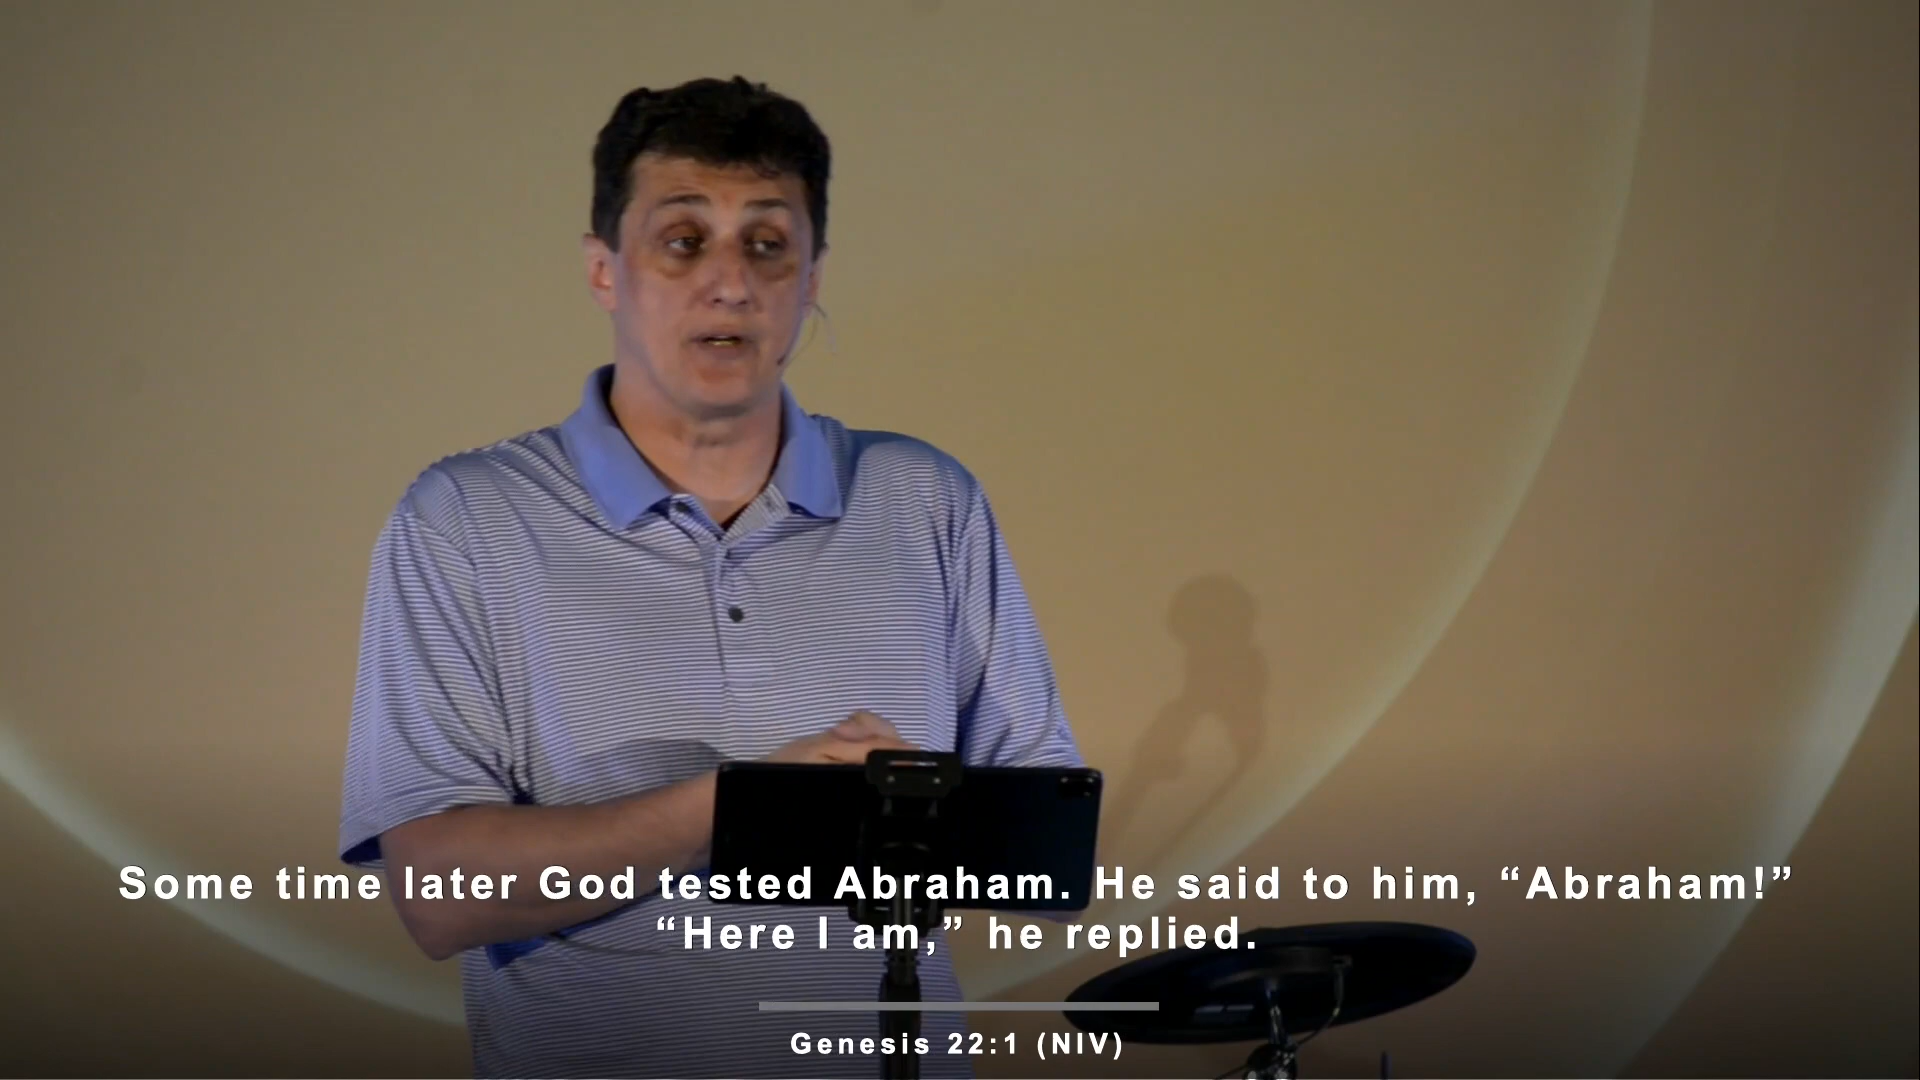 Some time later God tested Abraham. He said to him, “Abraham!”
“Here I am,” he replied.
Genesis 22:1 (NIV)